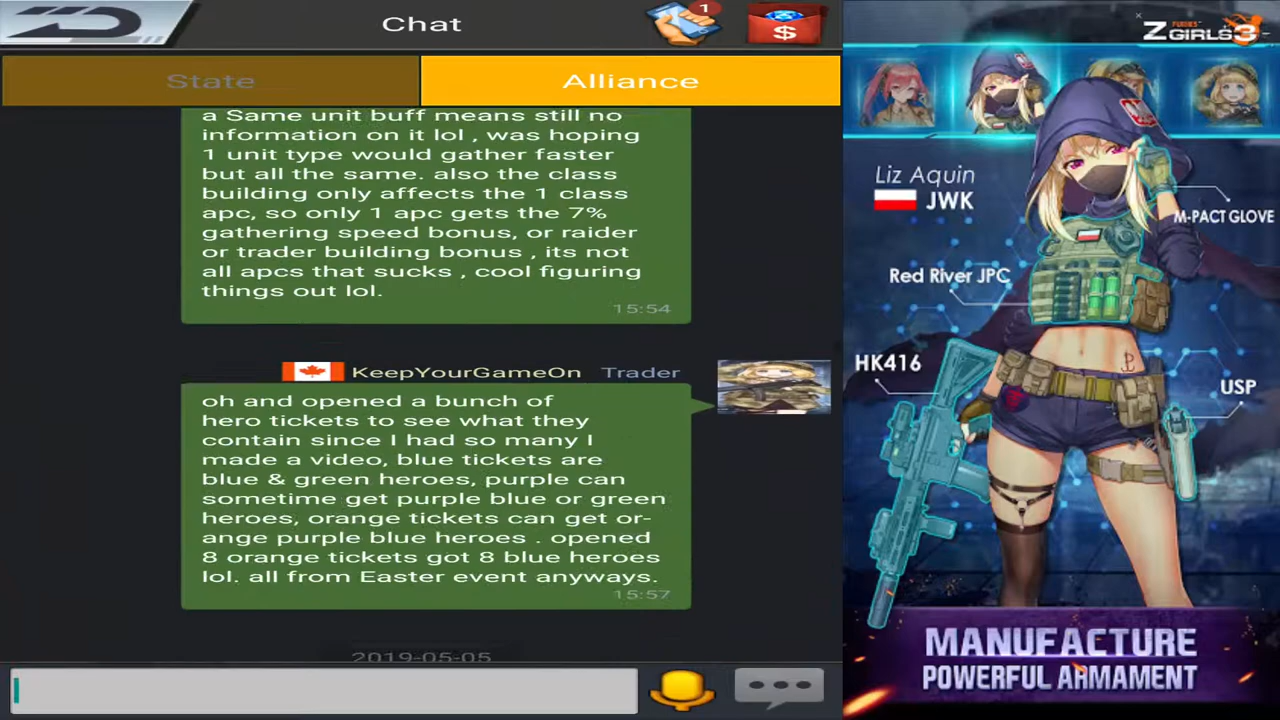 Chat
1
$
State
Alliance
a Same unit buff means still no
information on it lol , was hoping
1 unit type would gather faster
but all the same. also the class
building only affects the 1 class
apc, so only 1 apc gets the 7%
gathering speed bonus, or raider
or trader building bonus , its not
all apcs that sucks , cool figuring
things out lol.
15:54
KeepYourGameOn Trader
oh and opened a bunch of
hero tickets to see what they
contain since I had so many I
made a video, blue tickets are
blue & green heroes, purple can
sometime get purple blue or green
heroes, orange tickets can get or-
ange purple blue heroes . opened
8 orange tickets got 8 blue heroes
lol. all from Easter event anyways.
15:57
2019-05-05
ZGIRLS3
Liz Aquin
JWK
M-PACT GLOVE
Red River JPC
HK416
USP
MANUFACTURE
POWERFUL ARMAMENT